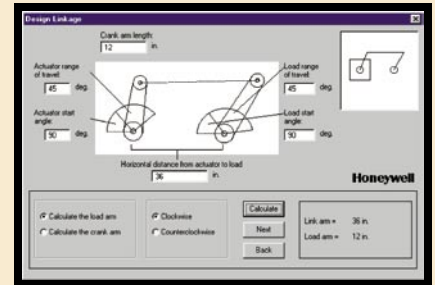 Design Linkage
Crank arm length:
12 in.
Actuator range
of travel:
45 deg.
Load range
of travel:
45 deg.
Actuator start
angle:
90 deg.
Load start
angle:
90 deg.
Horizontal distance from actuator to load
36 in.
Honeywell
Calculate the load arm
Calculate the crank arm
Clockwise
Counterclockwise
Calculate
Next
Back
Link arm = 36 in.
Load arm = 12 in.